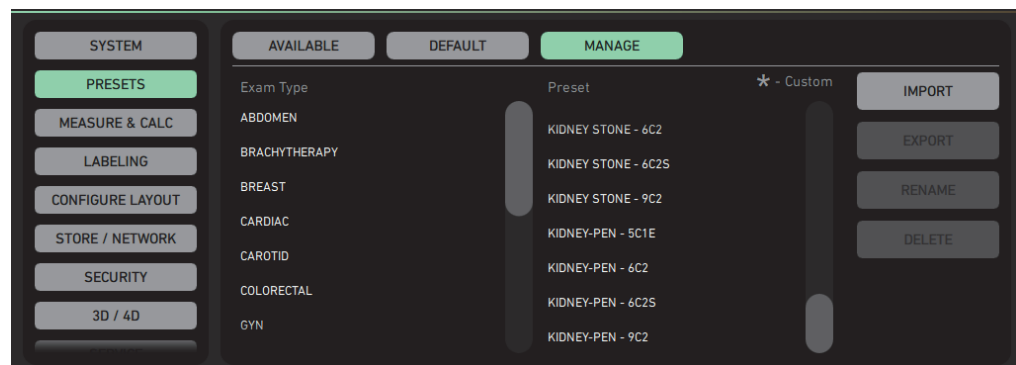 SYSTEM
PRESETS
MEASURE & CALC
LABELING
CONFIGURE LAYOUT
STORE / NETWORK
SECURITY
3D / 4D
AVAILABLE
DEFAULT
MANAGE
Exam Type
ABDOMEN
BRACHYTHERAPY
BREAST
CARDIAC
CAROTID
COLORECTAL
GYN
Preset
* - Custom
KIDNEY STONE - 6C2
KIDNEY STONE - 6C2S
KIDNEY STONE - 9C2
KIDNEY-PEN - 5C1E
KIDNEY-PEN - 6C2
KIDNEY-PEN - 6C2S
KIDNEY-PEN - 9C2
IMPORT
EXPORT
RENAME
DELETE